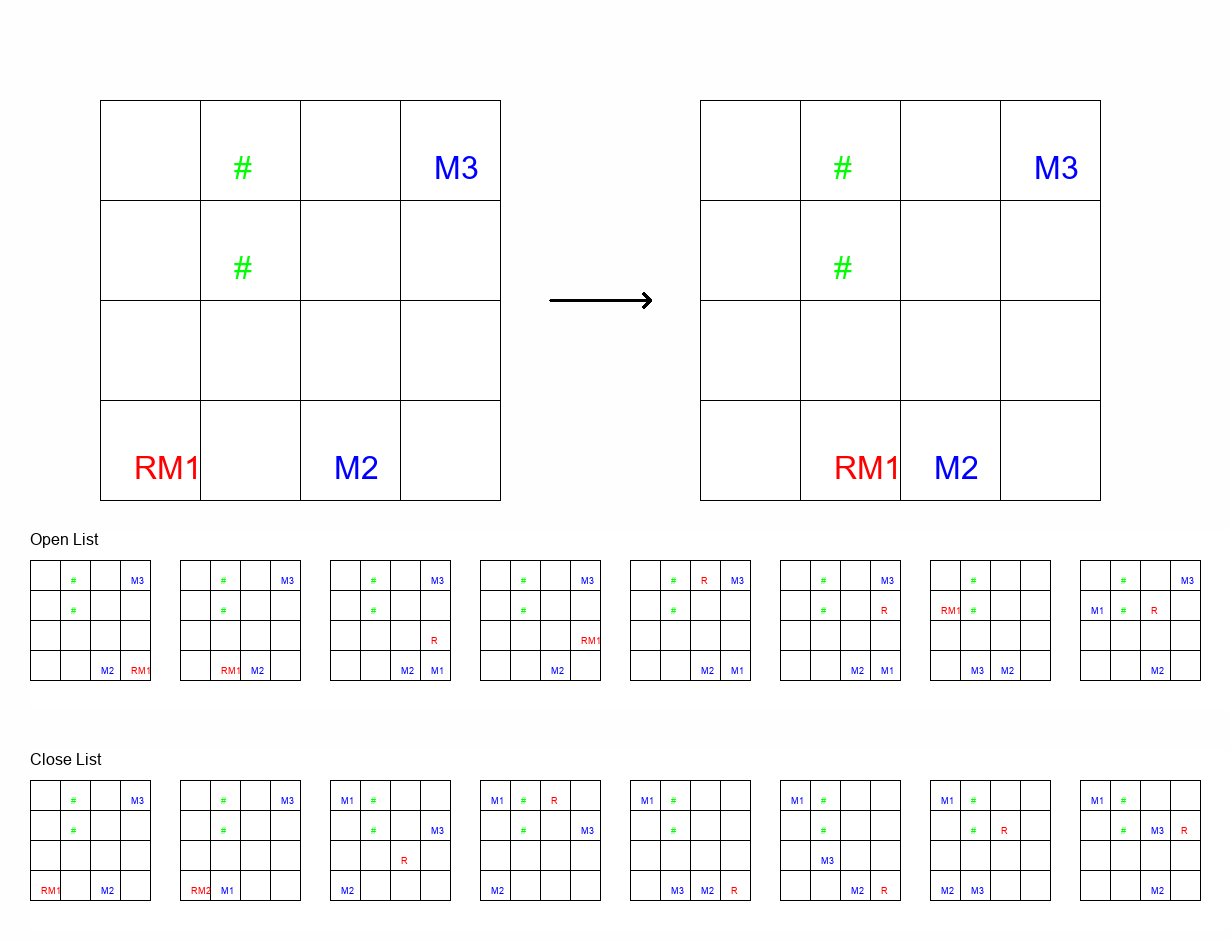 # M3 # M3
# #
RM1 M2 RM1 M2
Open List
# M3 # M3 # M3 # M3 # R M3 # M3 # # M3
# # # # # # R RM1 # M1 # R
R RM1
M2 RM1 RM1 M2 M2 M1 M2 M2 M1 M2 M1 M3 M2 M2
Close List
# M3 # M3 M1 # M1 # R M1 # M1 # M1 # M1 #
# # # M3 # M3 # # # R # M3 R
R M3
RM1 M2 RM2 M1 M2 M2 M3 M2 R M2 R M2 M3 M2